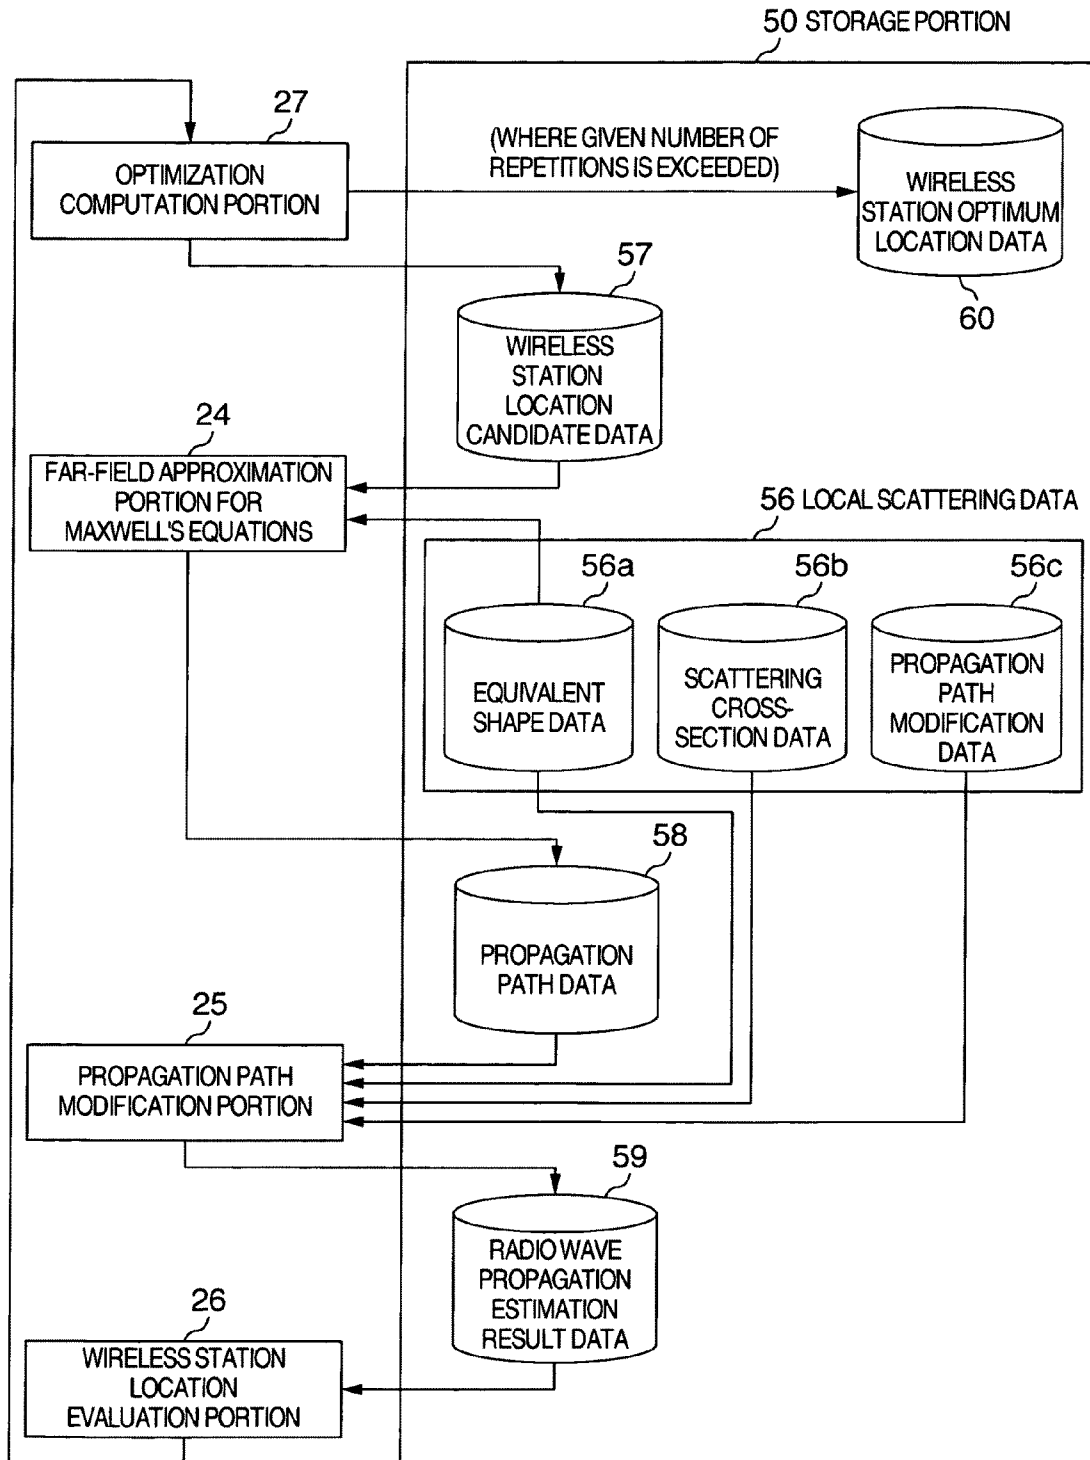 50 STORAGE PORTION
27
OPTIMIZATION
COMPUTATION PORTION
(WHERE GIVEN NUMBER OF
REPETITIONS IS EXCEEDED)
WIRELESS
STATION OPTIMUM
LOCATION DATA
60
57
WIRELESS
STATION
LOCATION
CANDIDATE DATA
24
FAR-FIELD APPROXIMATION
PORTION FOR
MAXWELL'S EQUATIONS
56 LOCAL SCATTERING DATA
56a
EQUIVALENT
SHAPE DATA
56b
SCATTERING
CROSS-
SECTION DATA
56c
PROPAGATION
PATH
MODIFICATION
DATA
58
PROPAGATION
PATH DATA
25
PROPAGATION PATH
MODIFICATION PORTION
59
RADIO WAVE
PROPAGATION
ESTIMATION
RESULT DATA
26
WIRELESS STATION
LOCATION
EVALUATION PORTION